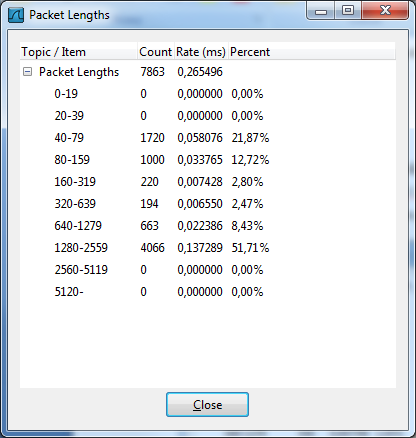 Packet Lengths
Topic / Item Count Rate (ms) Percent
Packet Lengths 7863 0,265496
0-19 0 0,000000 0,00%
20-39 0 0,000000 0,00%
40-79 1720 0,058076 21,87%
80-159 1000 0,033765 12,72%
160-319 220 0,007428 2,80%
320-639 194 0,006550 2,47%
640-1279 663 0,022386 8,43%
1280-2559 4066 0,137289 51,71%
2560-5119 0 0,000000 0,00%
5120- 0 0,000000 0,00%
Close